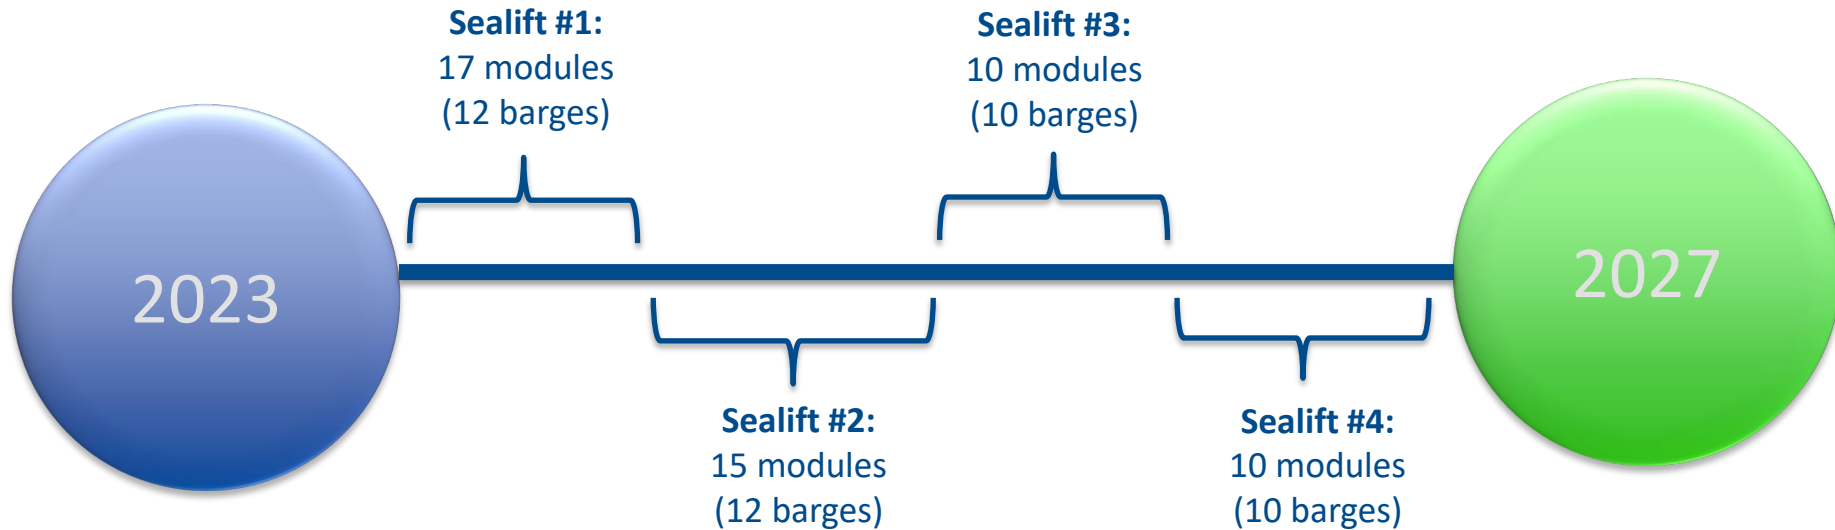 Sealift #1:
17 modules
(12 barges)
Sealift #3:
10 modules
(10 barges)
2023
2027
Sealift #2:
15 modules
(12 barges)
Sealift #4:
10 modules
(10 barges)